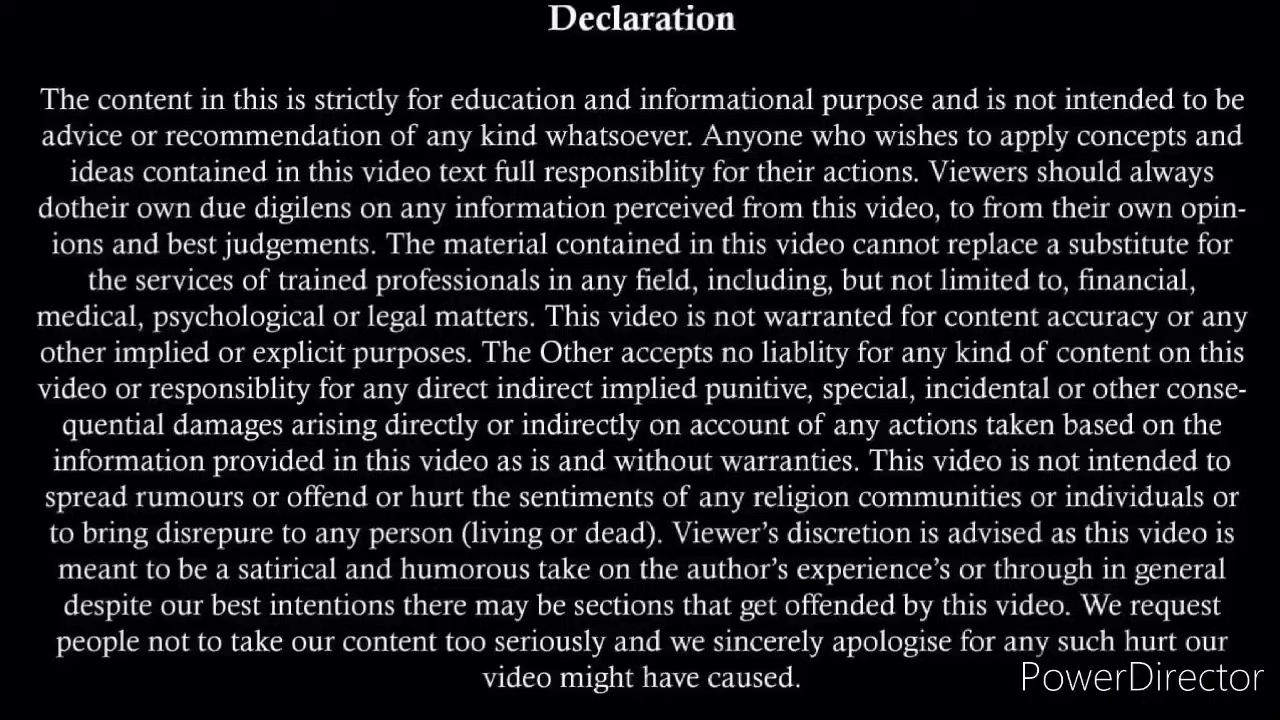 Declaration
The content in this is strictly for education and informational purpose and is not intended to be
advice or recommendation of any kind whatsoever. Anyone who wishes to apply concepts and
ideas contained in this video text full responsiblity for their actions. Viewers should always
dotheir own due digilens on any information perceived from this video, to from their own opin-
ions and best judgements. The material contained in this video cannot replace a substitute for
the services of trained professionals in any field, including, but not limited to, financial,
medical, psychological or legal matters. This video is not warranted for content accuracy or any
other implied or explicit purposes. The Other accepts no liablity for any kind of content on this
video or responsiblity for any direct indirect implied punitive, special, incidental or other conse-
quential damages arising directly or indirectly on account of any actions taken based on the
information provided in this video as is and without warranties. This video is not intended to
spread rumours or offend or hurt the sentiments of any religion communities or individuals or
to bring disrepure to any person (living or dead). Viewer’s discretion is advised as this video is
meant to be a satirical and humorous take on the author’s experience’s or through in general
despite our best intentions there may be sections that get offended by this video. We request
people not to take our content too seriously and we sincerely apologise for any such hurt our
video might have caused.
PowerDirector